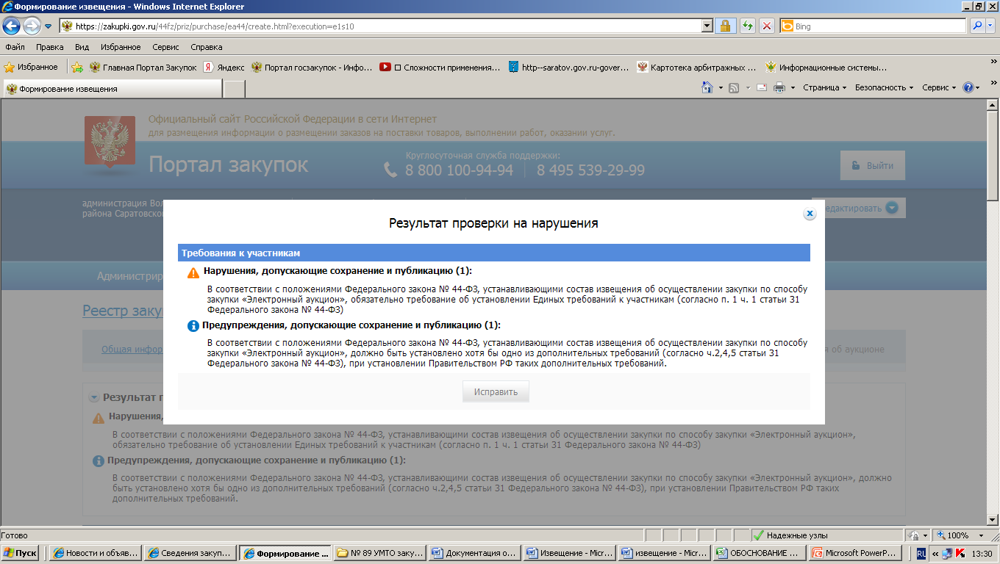 Формирование извещения - Windows Internet Explorer
https://zakupki.gov.ru/44fz/priz/purchase/ea44/create.html?execution=e1s10
Bing
Файл Правка Вид Избранное Сервис Справка
Избранное Главная Портал Закупок Яндекс Портал госзакупок - Инфо... Сложности применения... http--saratov.gov.ru-gover... Картотека арбитражных ... Информационные системы...
Формирование извещения
Страница Безопасность Сервис
Официальный сайт Российской Федерации в сети Интернет
для размещения информации о размещении заказов на поставки товаров, выполнении работ, оказании услуг.
Портал закупок
Круглосуточная служба поддержки:
8 800 100-94-94 8 495 539-29-99
Выйти
администрация Вол
района Саратовско
едактировать
Результат проверки на нарушения
Требования к участникам
Нарушения, допускающие сохранение и публикацию (1):
В соответствии с положениями Федерального закона № 44-ФЗ, устанавливающими состав извещения об осуществлении закупки по способу
закупки «Электронный аукцион», обязательно требование об установлении Единых требований к участникам (согласно п. 1 ч. 1 статьи 31
Федерального закона № 44-ФЗ)
Предупреждения, допускающие сохранение и публикацию (1):
В соответствии с положениями Федерального закона № 44-ФЗ, устанавливающими состав извещения об осуществлении закупки по способу
закупки «Электронный аукцион», должно быть установлено хотя бы одно из дополнительных требований (согласно ч.2,4,5 статьи 31
Федерального закона № 44-ФЗ), при установлении Правительством РФ таких дополнительных требований.
Исправить
Администрир
Реестр заку
Общая инфор
я об аукционе
Результат п
Нарушения,
В соответствии с положениями Федерального закона № 44-ФЗ, устанавливающими состав извещения об осуществлении закупки по способу закупки «Электронный аукцион»,
обязательно требование об установлении Единых требований к участникам (согласно п. 1 ч. 1 статьи 31 Федерального закона № 44-ФЗ)
Предупреждения, допускающие сохранение и публикацию (1):
В соответствии с положениями Федерального закона № 44-ФЗ, устанавливающими состав извещения об осуществлении закупки по способу закупки «Электронный аукцион», должно
быть установлено хотя бы одно из дополнительных требований (согласно ч.2,4,5 статьи 31 Федерального закона № 44-ФЗ), при установлении Правительством РФ таких
дополнительных требований.
Готово Надежные узлы 100%
Пуск Новости и объяв... Сведения закуп... Формирование ... № 89 УМТО заку... Документация о... Извещение - Micr... извещение - Micr... ОБОСНОВАНИЕ ... Microsoft PowerP... RL « 13:30